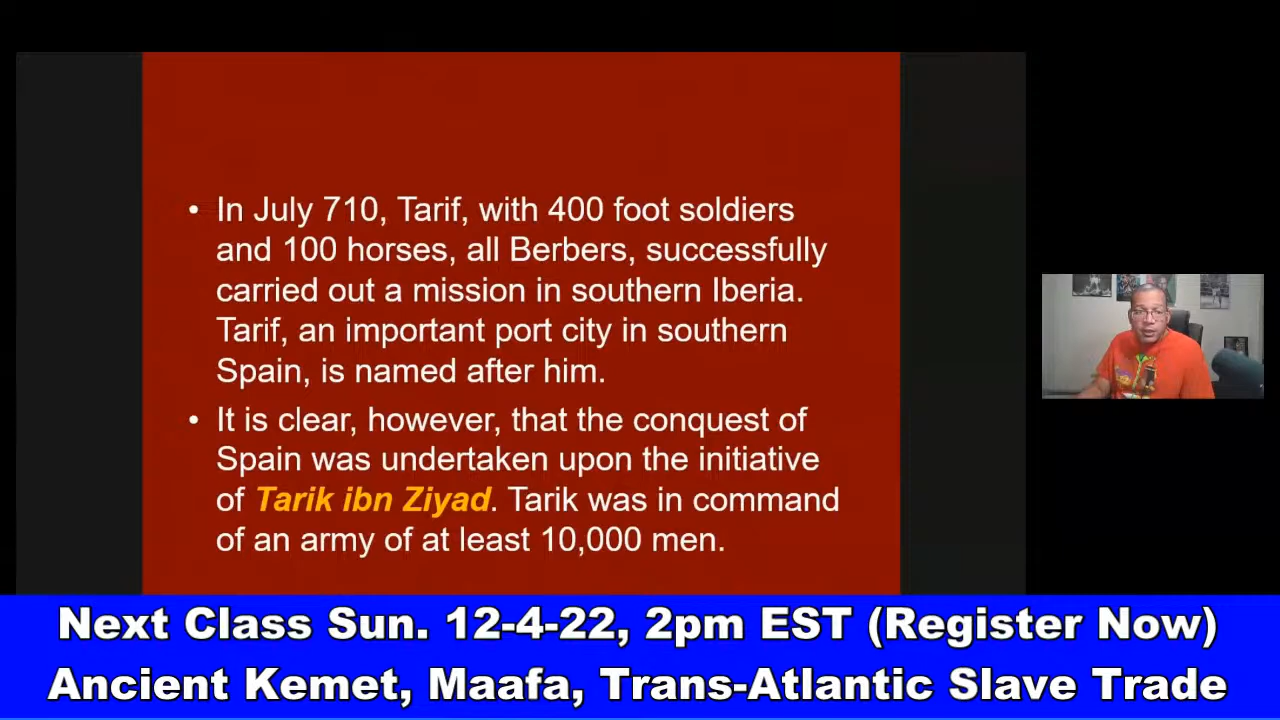 • In July 710, Tarif, with 400 foot soldiers
and 100 horses, all Berbers, successfully
carried out a mission in southern Iberia.
Tarif, an important port city in southern
Spain, is named after him.
• It is clear, however, that the conquest of
Spain was undertaken upon the initiative
of Tarik ibn Ziyad. Tarik was in command
of an army of at least 10,000 men.
Next Class Sun. 12-4-22, 2pm EST (Register Now)
Ancient Kemet, Maafa, Trans-Atlantic Slave Trade